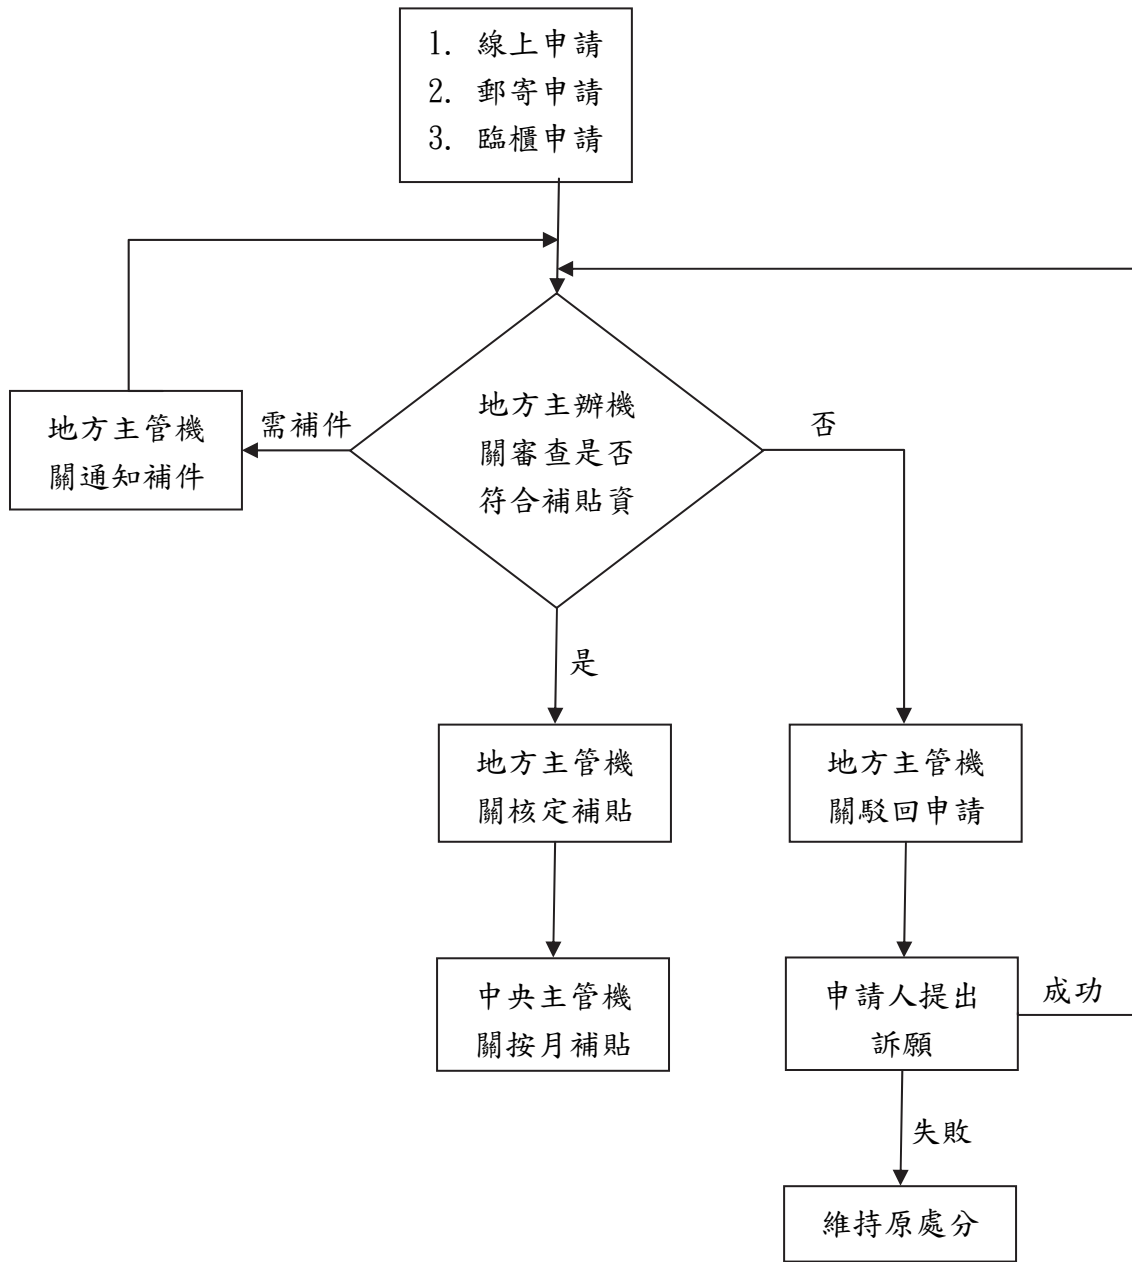 1. 線上申請
2. 郵寄申請
3. 臨櫃申請
地方主管機
關通知補件
需補件
地方主辦機
關審查是否
符合補貼資
否
是
地方主管機
關核定補貼
地方主管機
關駁回申請
中央主管機
關按月補貼
申請人提出
訴願
成功
失敗
維持原處分